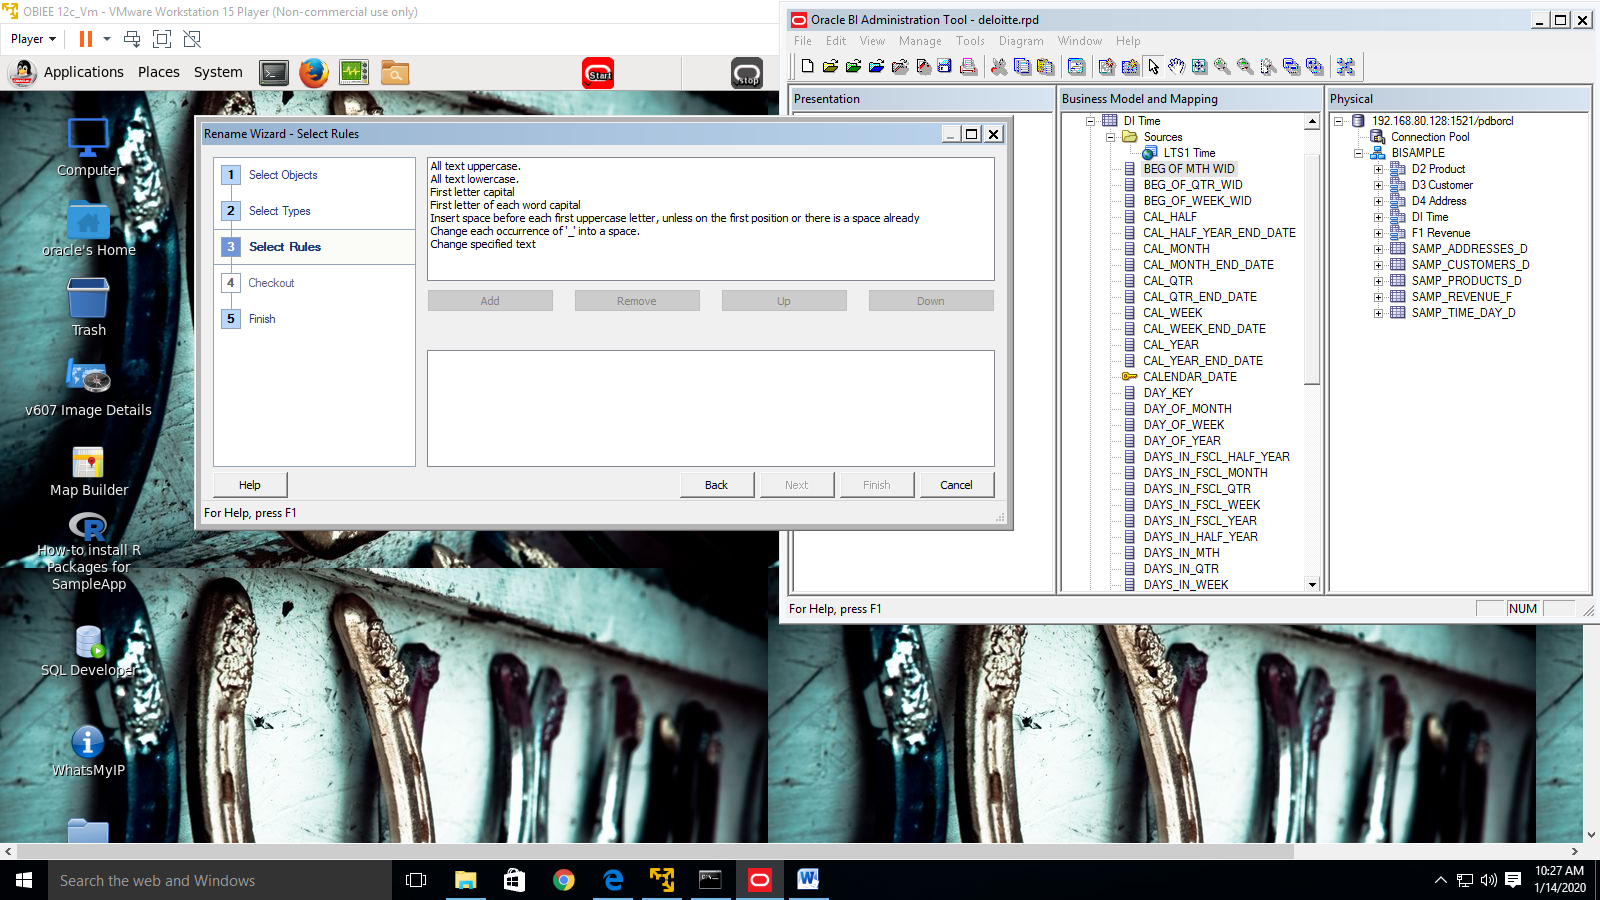 OBIEE 12c_Vm - VMware Workstation 15 Player (Non-commercial use only)
Player
Applications Places System
Start
stop
Computer
oracle's Home
Trash
v607 Image Details
Map Builder
How-to install R
Packages for
SampleApp
SQL Developer
WhatsMyIP
Rename Wizard - Select Rules
1 Select Objects
2 Select Types
3 Select Rules
4 Checkout
5 Finish
All text uppercase.
All text lowercase.
First letter capital
First letter of each word capital
Insert space before each first uppercase letter, unless on the first position or there is a space already
Change each occurrence of '_' into a space.
Change specified text
Add Remove Up Down
Help Back Next Finish Cancel
For Help, press F1
Oracle BI Administration Tool - deloitte.rpd
File Edit View Manage Tools Diagram Window Help
Presentation
Business Model and Mapping
DI Time
Sources
LTS1 Time
BEG OF MTH WID
BEG_OF_QTR_WID
BEG_OF_WEEK_WID
CAL_HALF
CAL_HALF_YEAR_END_DATE
CAL_MONTH
CAL_MONTH_END_DATE
CAL_QTR
CAL_QTR_END_DATE
CAL_WEEK
CAL_WEEK_END_DATE
CAL_YEAR
CAL_YEAR_END_DATE
CALENDAR_DATE
DAY_KEY
DAY_OF_MONTH
DAY_OF_WEEK
DAY_OF_YEAR
DAYS_IN_FSCL_HALF_YEAR
DAYS_IN_FSCL_MONTH
DAYS_IN_FSCL_QTR
DAYS_IN_FSCL_WEEK
DAYS_IN_FSCL_YEAR
DAYS_IN_HALF_YEAR
DAYS_IN_MTH
DAYS_IN_QTR
DAYS_IN_WEEK
Physical
192.168.80.128:1521/pdborcl
Connection Pool
BISAMPLE
D2 Product
D3 Customer
D4 Address
DI Time
F1 Revenue
SAMP_ADDRESSES_D
SAMP_CUSTOMERS_D
SAMP_PRODUCTS_D
SAMP_REVENUE_F
SAMP_TIME_DAY_D
For Help, press F1
NUM
Search the web and Windows
10:27 AM
1/14/2020